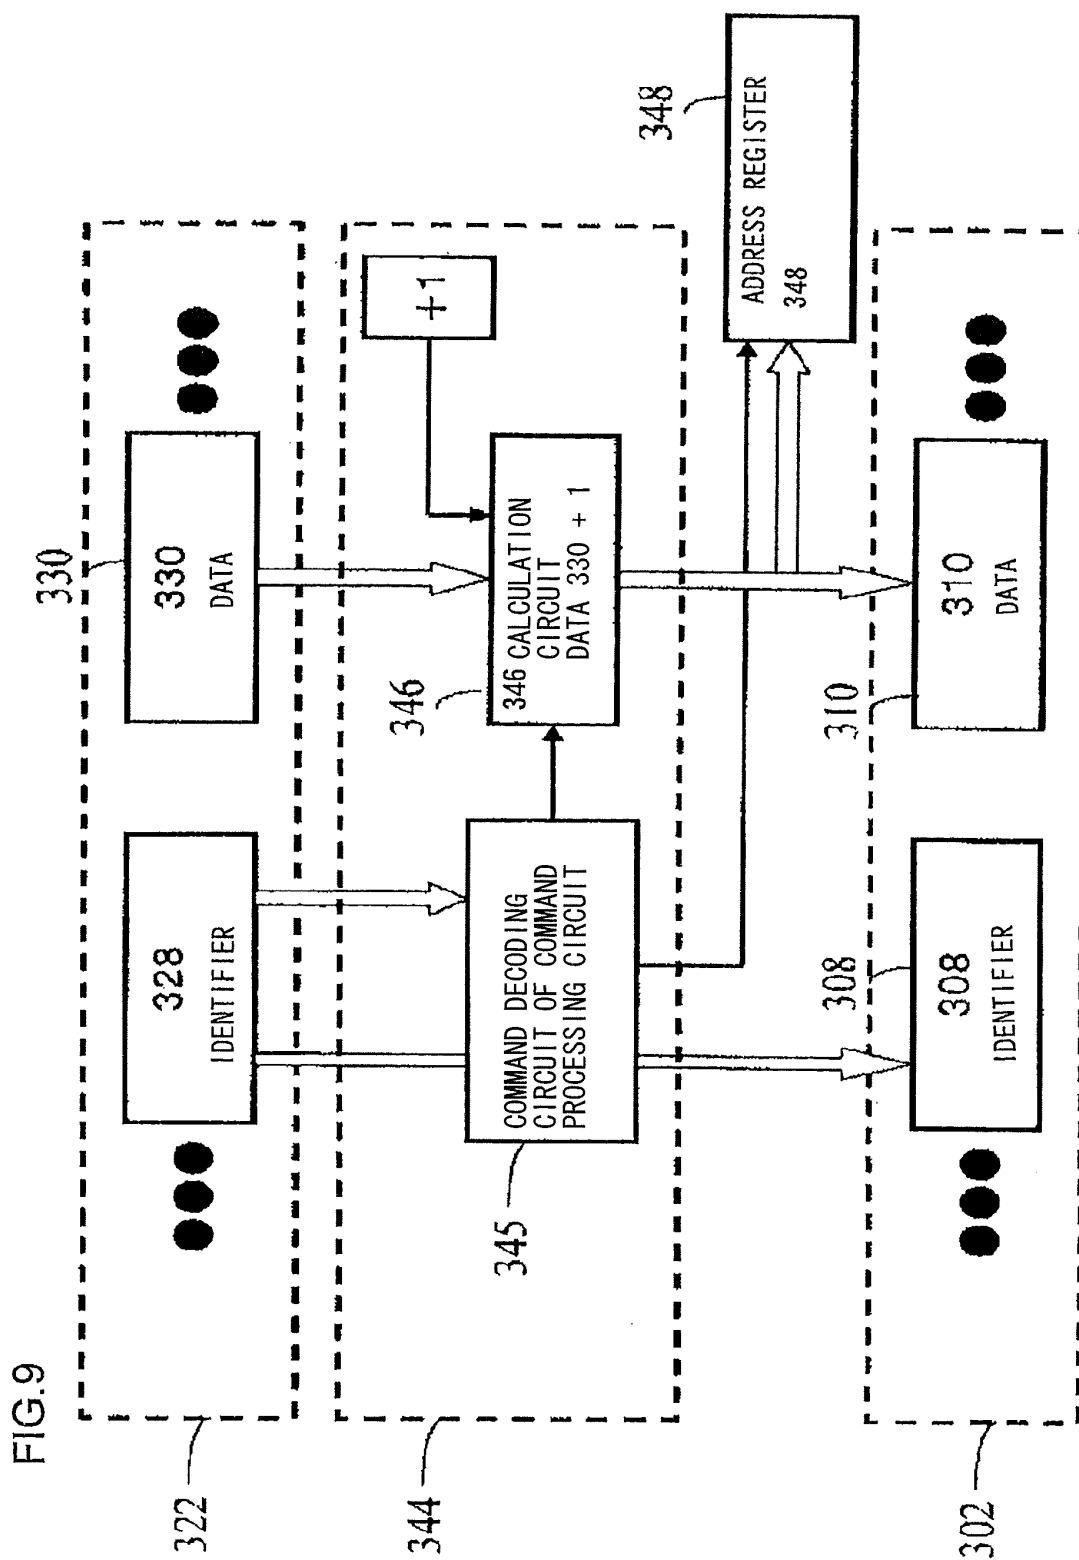 FIG.9
322
328
IDENTIFIER
330
330
DATA
344
345
COMMAND DECODING
CIRCUIT OF COMMAND
PROCESSING CIRCUIT
346
346 CALCULATION
CIRCUIT
DATA 330 + 1
+1
348
ADDRESS REGISTER
348
302
308
308
IDENTIFIER
310
310
DATA